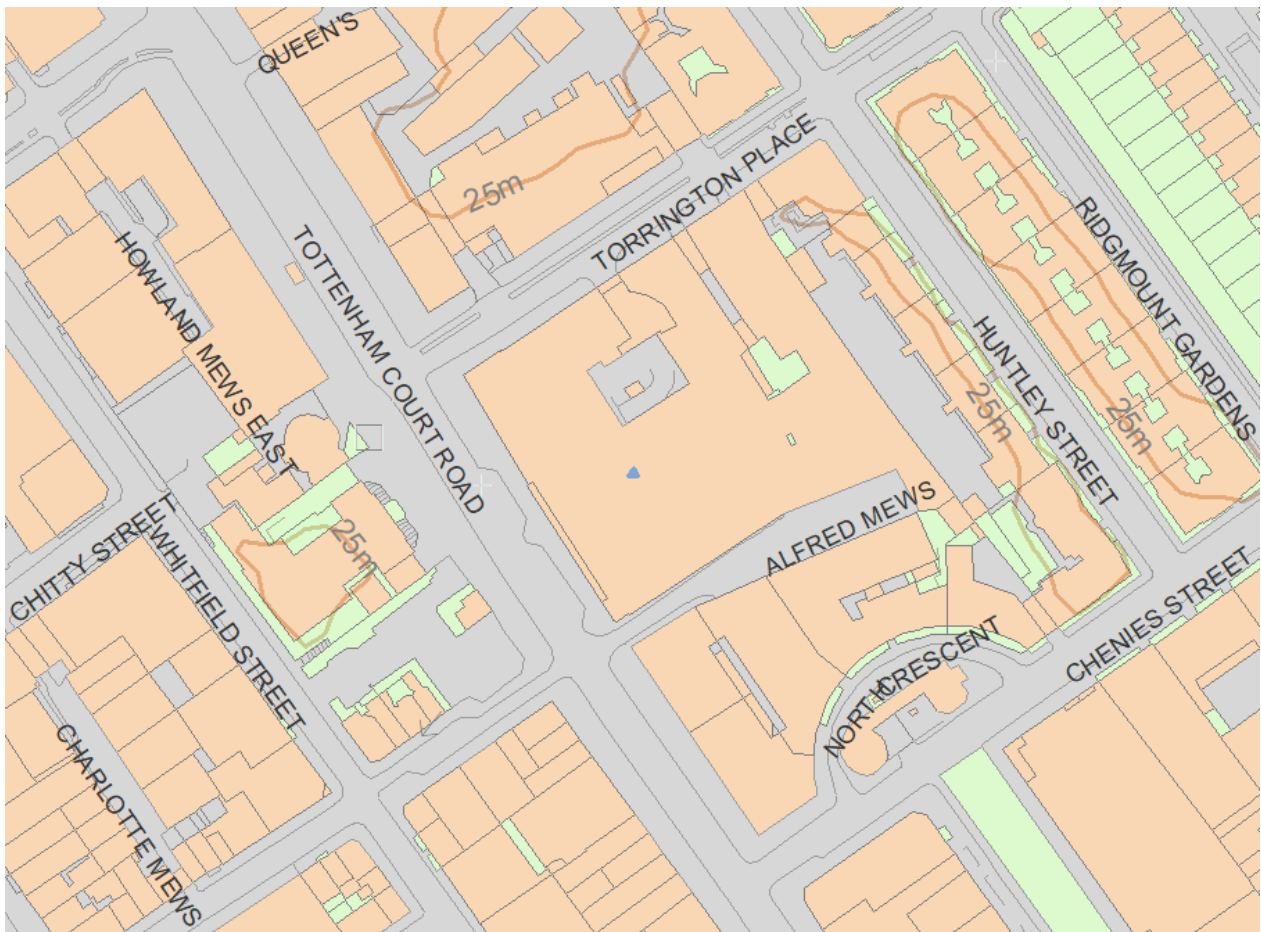 QUEEN'S
25m
TORRINGTON PLACE
HOWLAND MEWS EAST
TOTTENHAM COURT ROAD
RIDGMOUNT GARDENS
HUNTLEY STREET
25m
25m
ALFRED MEWS
25m
CHITTY STREET
WHITFIELD STREET
CHENIES STREET
CRESCENT
CHARLOTTE MEWS